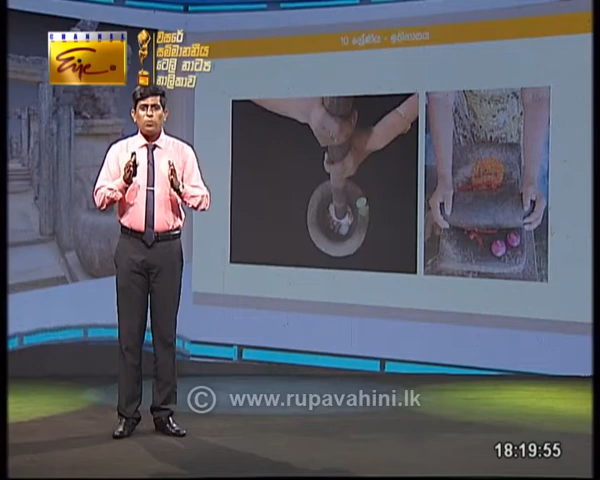 CHANNEL
Eye
වසරේ
සම්මානනීය
ටෙලි නාට්‍ය
නාලිකාව
10 ශ්‍රේණිය - ඉතිහාසය
© www.rupavahini.lk
18:19:55